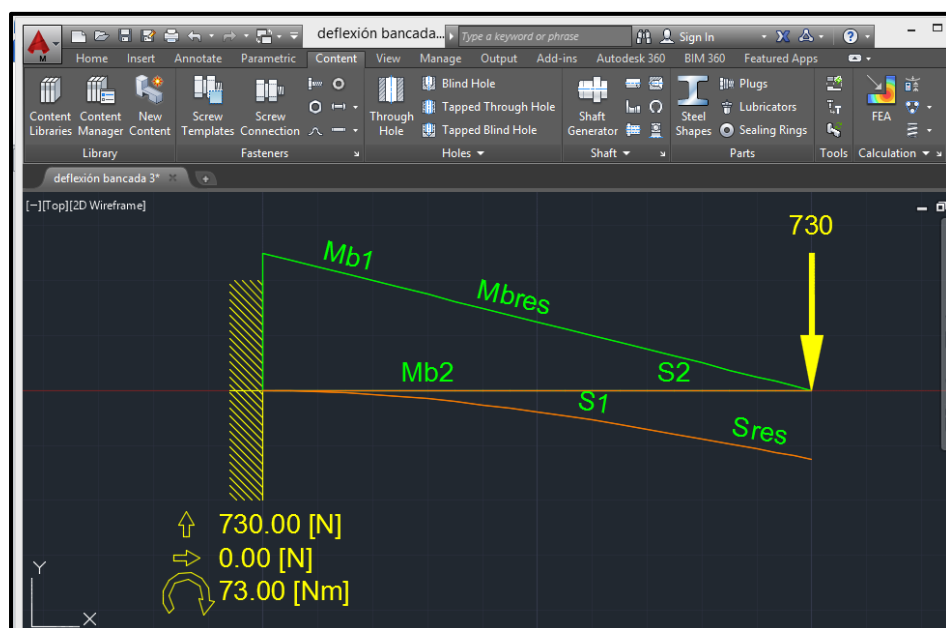 deflexión bancada... Type a keyword or phrase Sign In
M Home Insert Annotate Parametric Content View Manage Output Add-ins Autodesk 360 BIM 360 Featured Apps
Content Libraries
Content Manager
New Content
Library
Screw Templates
Screw Connection
Fasteners
Through Hole
Blind Hole
Tapped Through Hole
Tapped Blind Hole
Holes
Shaft Generator
Shaft
Steel Shapes
Plugs
Lubricators
Sealing Rings
Parts
Tools
FEA
Calculation
deflexión bancada 3*
[−][Top][2D Wireframe]
730
Mb1
Mbres
Mb2
S2
S1
Sres
730.00 [N]
0.00 [N]
73.00 [Nm]
Y
X